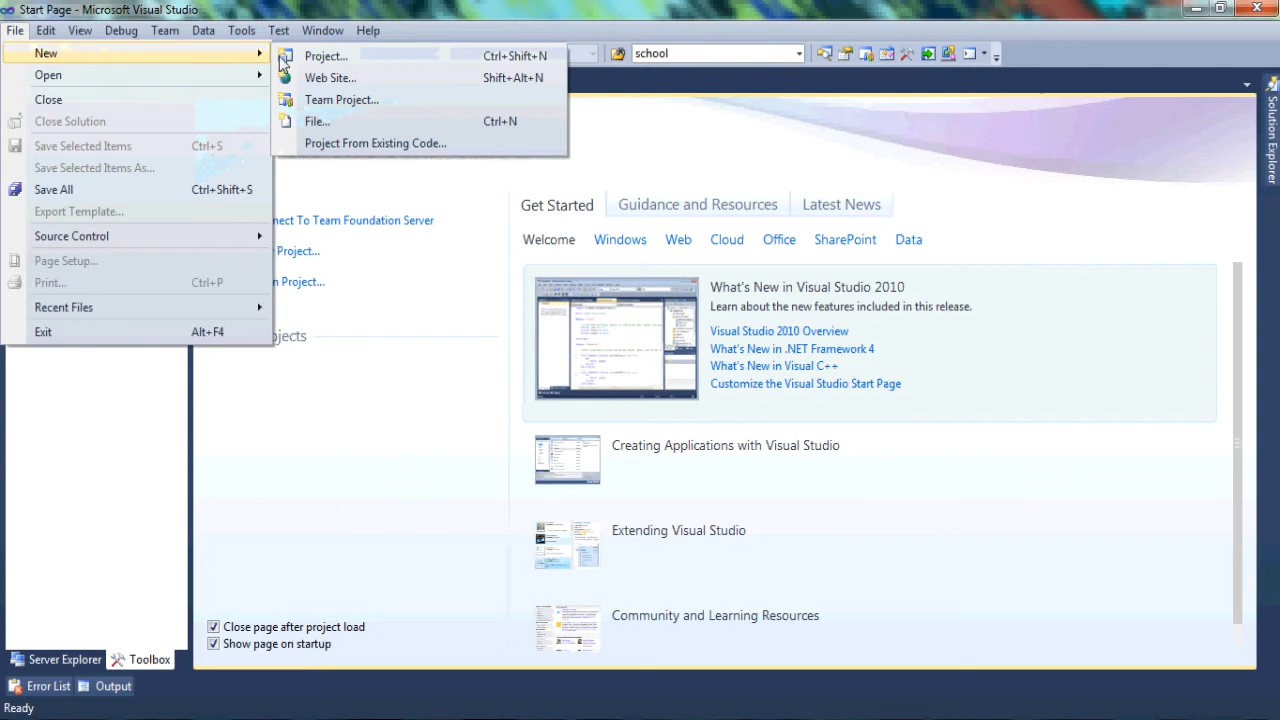 Start Page - Microsoft Visual Studio
File Edit View Debug Team Data Tools Test Window Help
New
Open
Close
Close Solution
Save Selected Items Ctrl+S
Save Selected Items As...
Save All Ctrl+Shift+S
Export Template...
Source Control
Page Setup...
Print... Ctrl+P
Recent Files
Exit Alt+F4
Project... Ctrl+Shift+N
Web Site... Shift+Alt+N
Team Project...
File... Ctrl+N
Project From Existing Code...
school
Solution Explorer
nect To Team Foundation Server
Project...
n Project...
ojects
Get Started Guidance and Resources Latest News
Welcome Windows Web Cloud Office SharePoint Data
What's New in Visual Studio 2010
Learn about the new features included in this release.
Visual Studio 2010 Overview
What's New in .NET Framework 4
What's New in Visual C++
Customize the Visual Studio Start Page
Creating Applications with Visual Studio
Extending Visual Studio
Community and Learning Resources
Close page after project load
Show page on startup
Server Explorer Toolbox
Error List Output
Ready